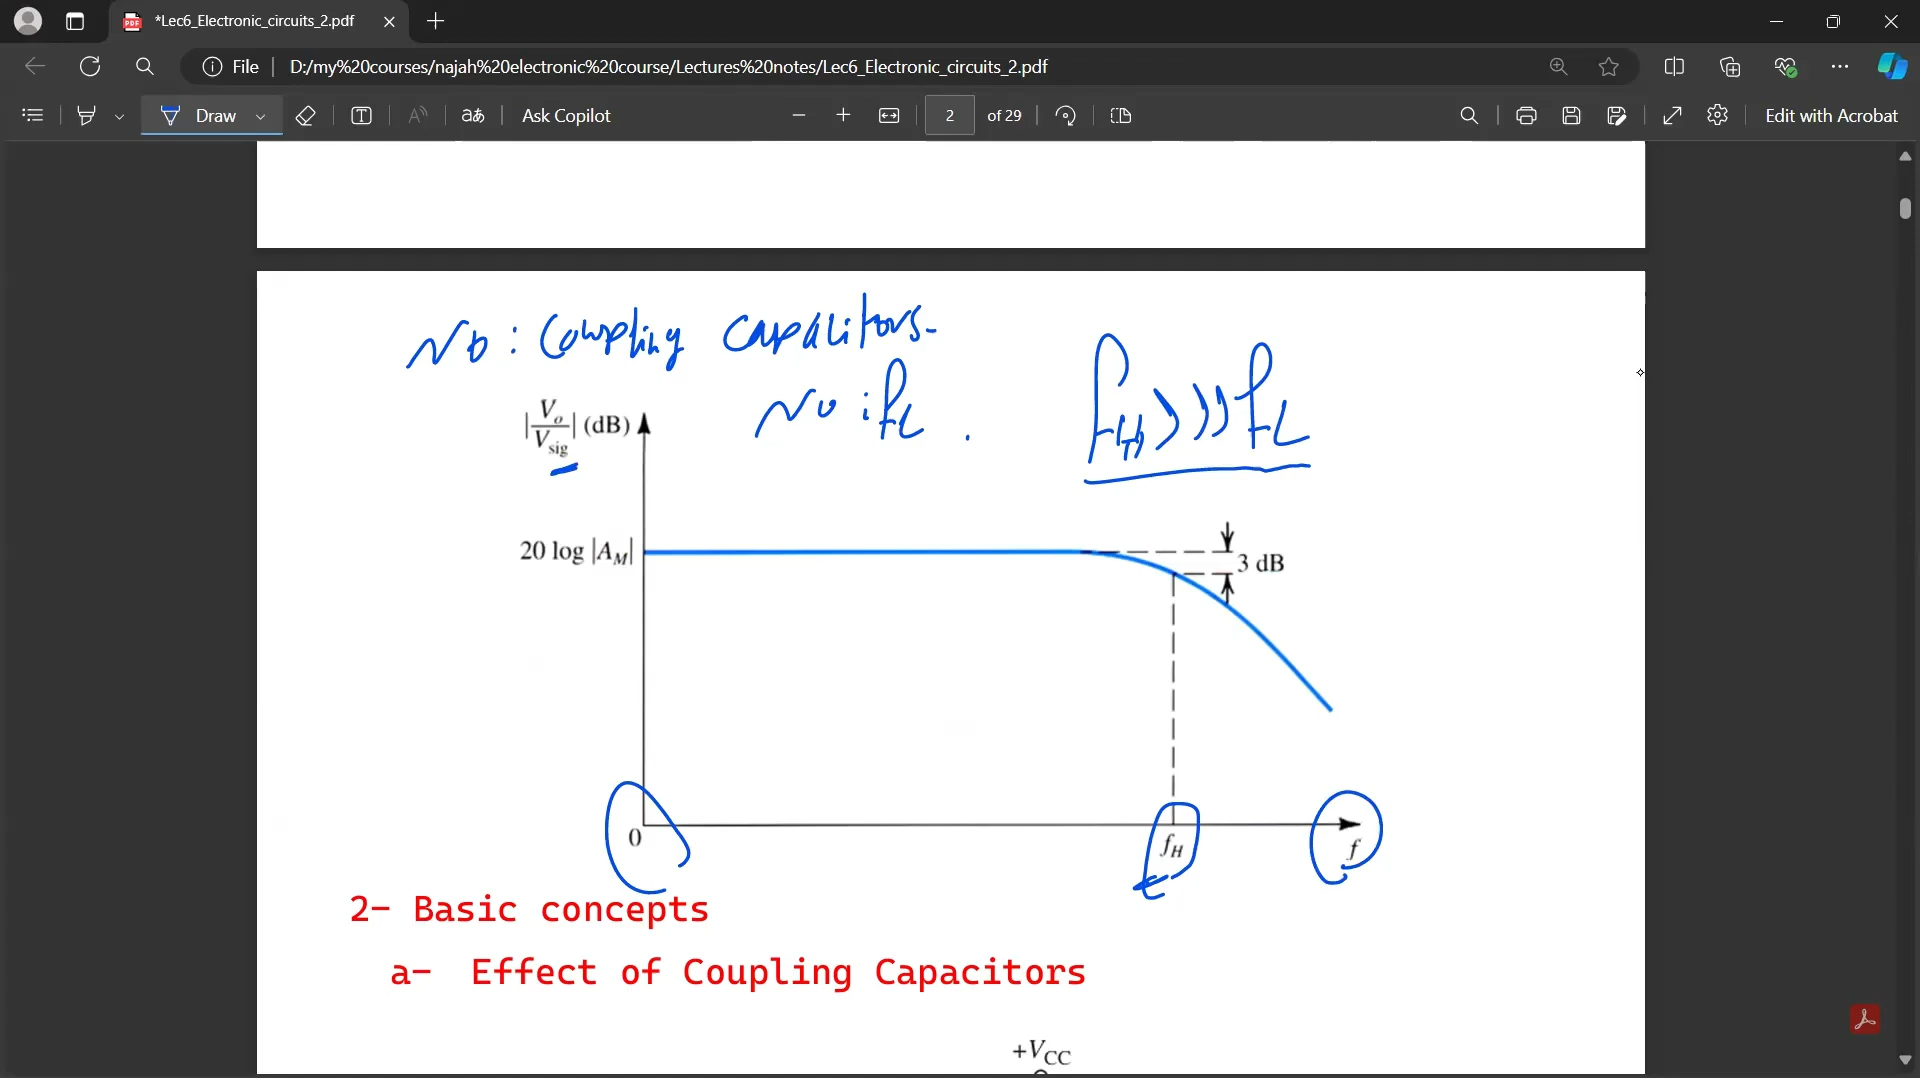 *Lec6_Electronic_circuits_2.pdf
File D:/my%20courses/najah%20electronic%20course/Lectures%20notes/Lec6_Electronic_circuits_2.pdf
Draw T aあ Ask Copilot 2 of 29 Edit with Acrobat
No : Coupling Capacitors.
No : fL . fH >>> fL
|Vo/Vsig| (dB)
20 log |AM| 3 dB
0 fH f
2- Basic concepts
a- Effect of Coupling Capacitors
+VCC